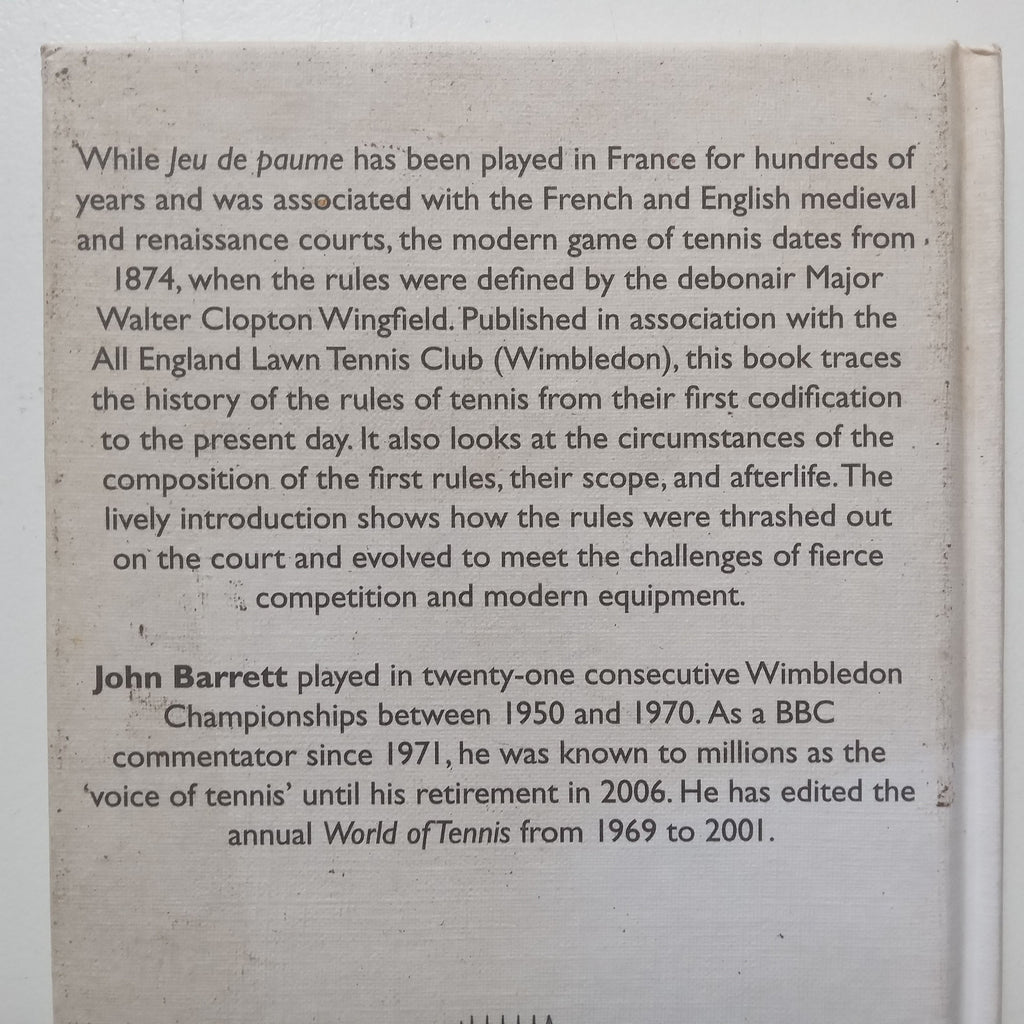 While Jeu de paume has been played in France for hundreds of
years and was associated with the French and English medieval
and renaissance courts, the modern game of tennis dates from
1874, when the rules were defined by the debonair Major
Walter Clopton Wingfield. Published in association with the
All England Lawn Tennis Club (Wimbledon), this book traces
the history of the rules of tennis from their first codification
to the present day. It also looks at the circumstances of the
composition of the first rules, their scope, and afterlife. The
lively introduction shows how the rules were thrashed out
on the court and evolved to meet the challenges of fierce
competition and modern equipment.
John Barrett played in twenty-one consecutive Wimbledon
Championships between 1950 and 1970. As a BBC
commentator since 1971, he was known to millions as the
‘voice of tennis’ until his retirement in 2006. He has edited the
annual World of Tennis from 1969 to 2001.